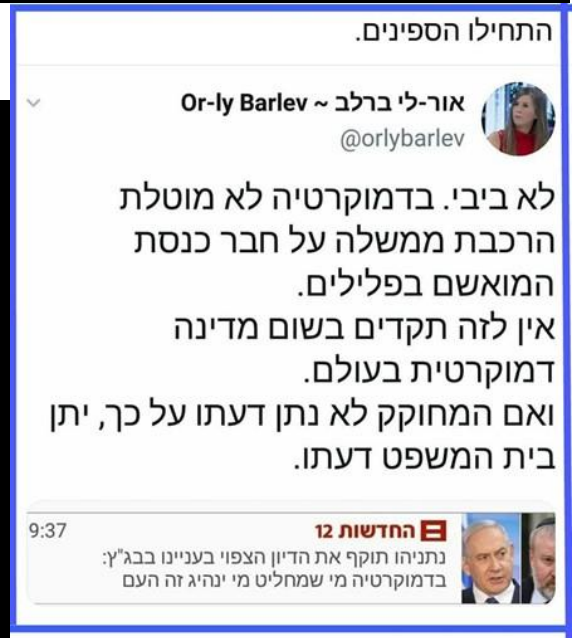 התחילו הספינים.
אור-לי ברלב ~ Or-ly Barlev
@orlybarlev
לא ביבי. בדמוקרטיה לא מוטלת
הרכבת ממשלה על חבר כנסת
המואשם בפלילים.
אין לזה תקדים בשום מדינה
דמוקרטית בעולם.
ואם המחוקק לא נתן דעתו על כך, יתן
בית המשפט דעתו.
החדשות 12 9:37
נתניהו תוקף את הדיון הצפוי בעניינו בבג"ץ:
בדמוקרטיה מי שמחליט מי ינהיג זה העם